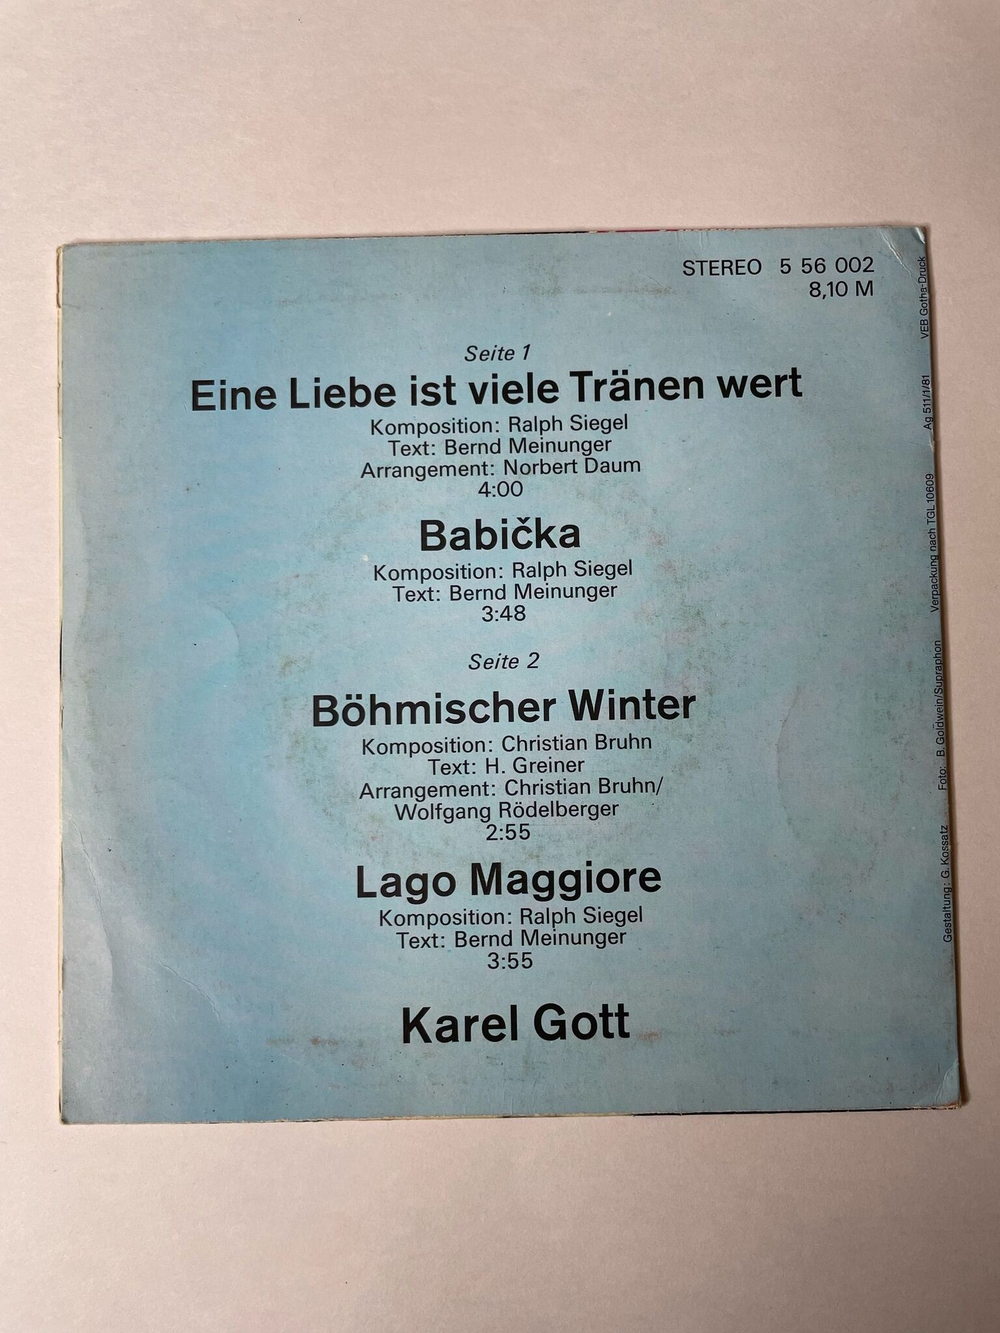 STEREO 5 56 002
8,10 M
Seite 1
Eine Liebe ist viele Tränen wert
Komposition: Ralph Siegel
Text: Bernd Meinunger
Arrangement: Norbert Daum
4:00
Babička
Komposition: Ralph Siegel
Text: Bernd Meinunger
3:48
Seite 2
Böhmischer Winter
Komposition: Christian Bruhn
Text: H. Greiner
Arrangement: Christian Bruhn/
Wolfgang Rödelberger
2:55
Lago Maggiore
Komposition: Ralph Siegel
Text: Bernd Meinunger
3:55
Karel Gott
Gestaltung: G. Kossatz Foto: B. Goldwein/Supraphon Verpackung nach TGL 10609 Ag 511/1/81 VEB Gotha-Druck